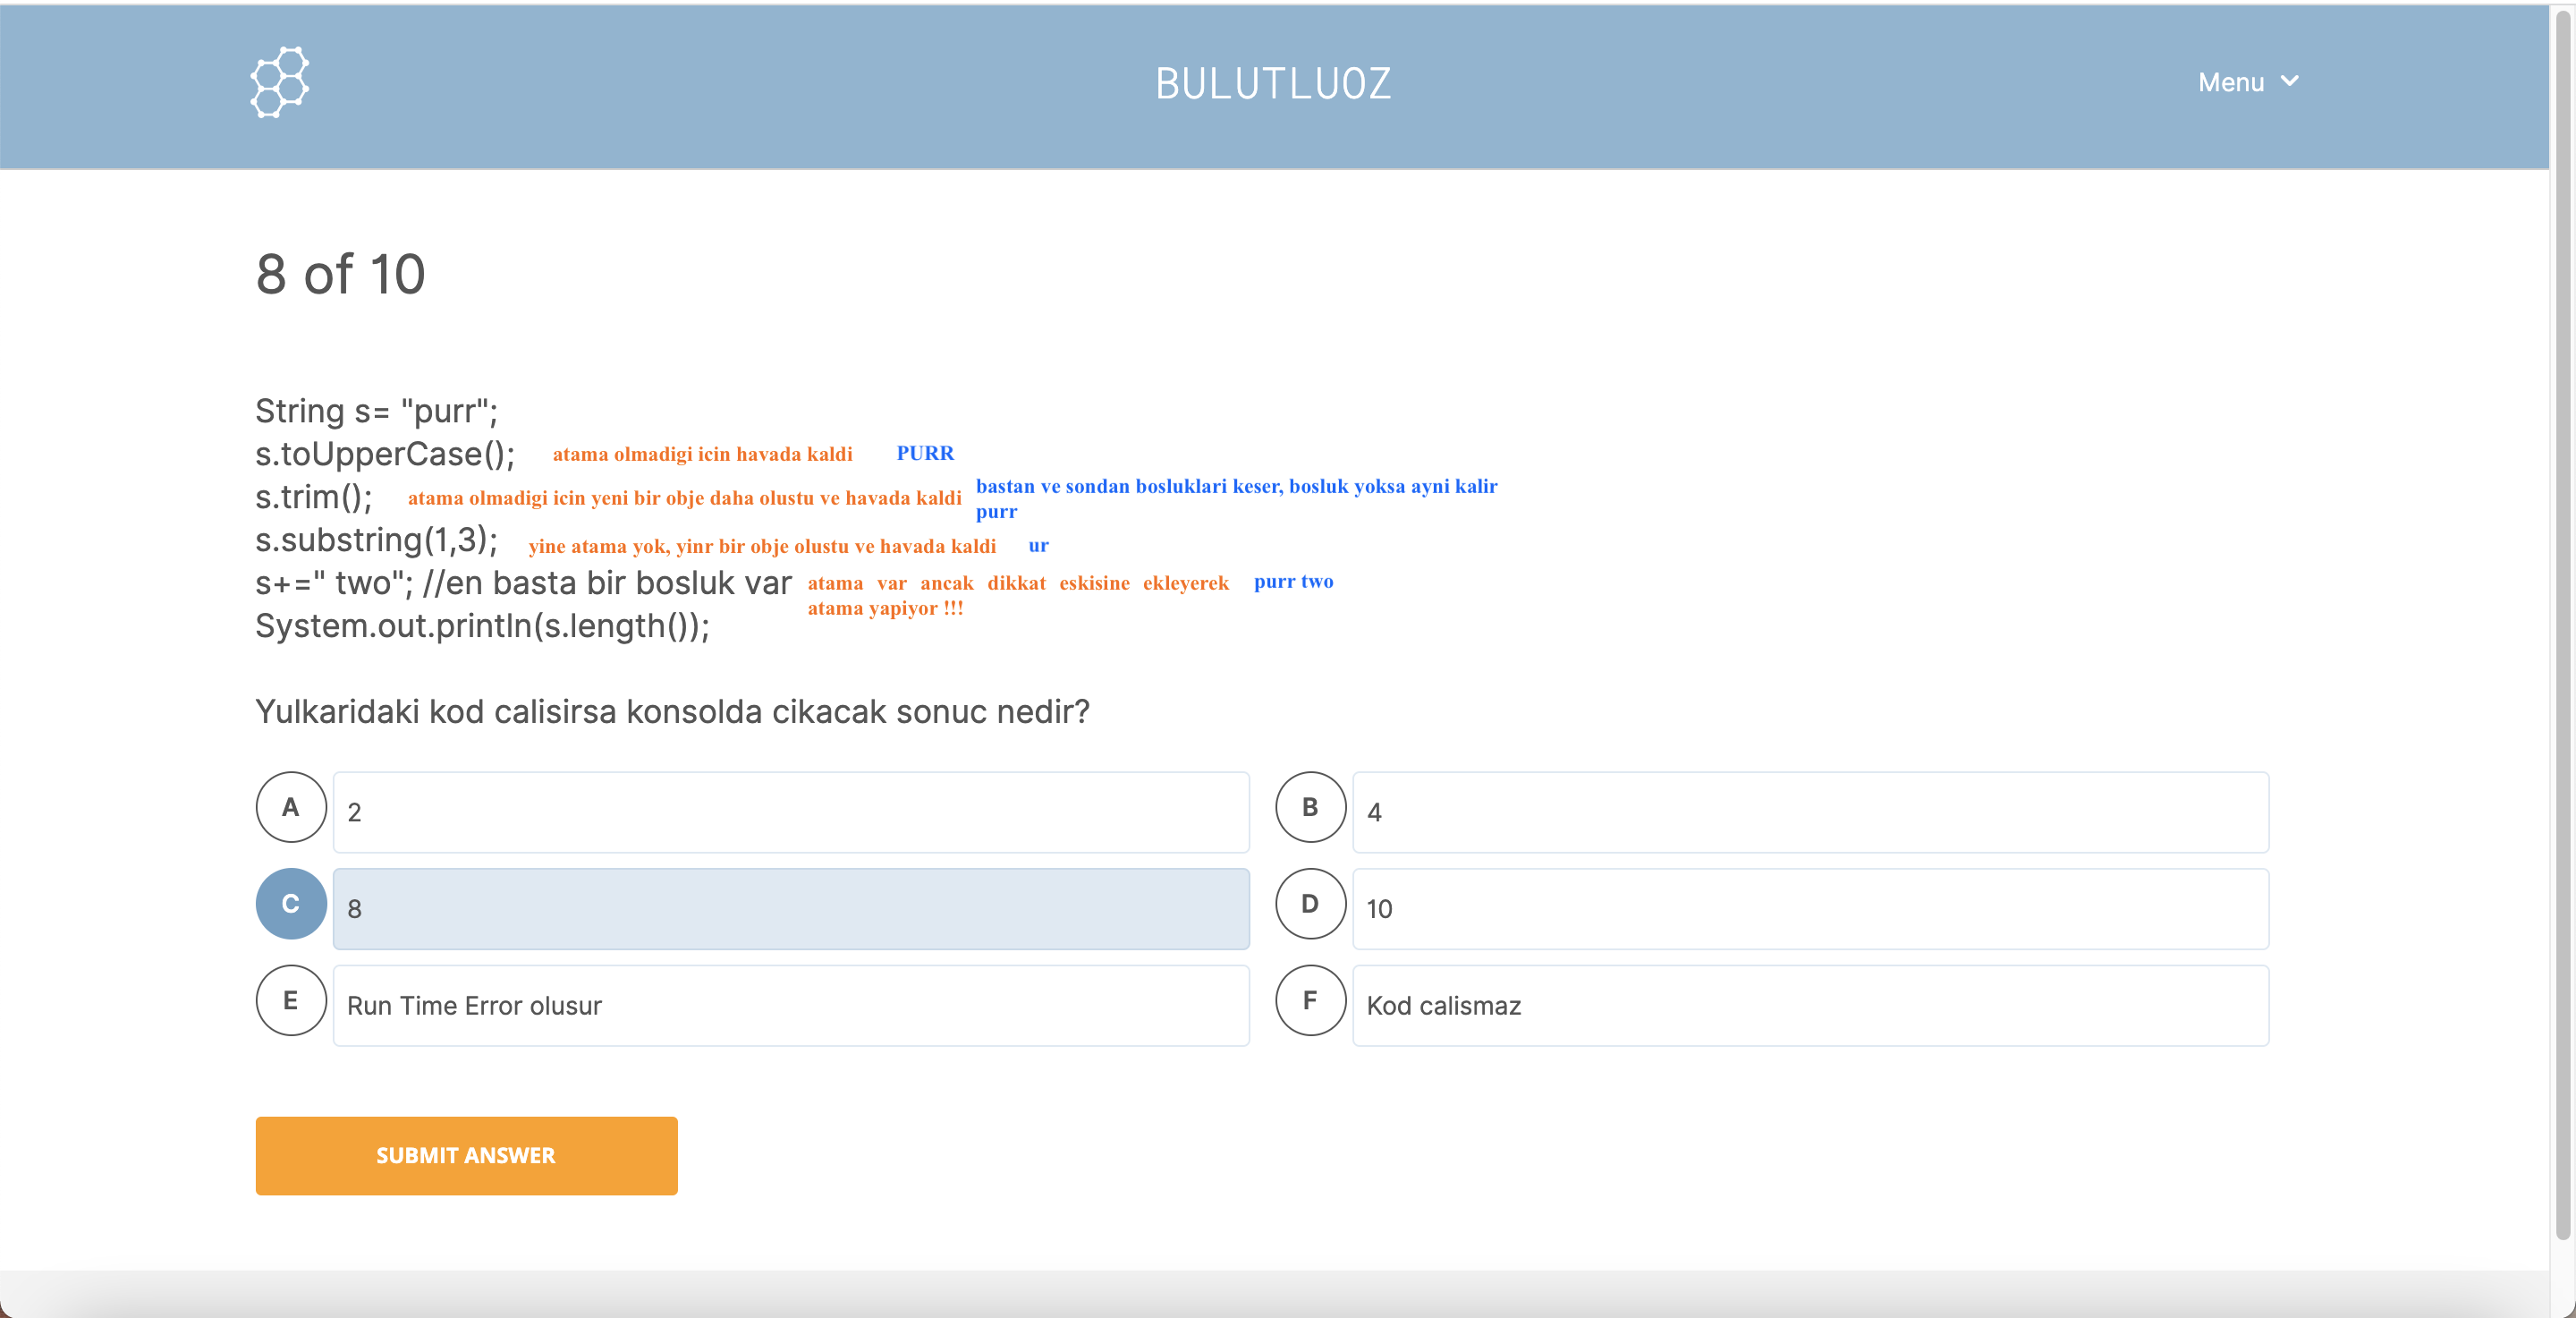 BULUTLUOZ
Menu
8 of 10
String s= "purr";
s.toUpperCase(); atama olmadigi icin havada kaldi PURR
s.trim(); atama olmadigi icin yeni bir obje daha olustu ve havada kaldi bastan ve sondan bosluklari keser, bosluk yoksa ayni kalir
purr
s.substring(1,3); yine atama yok, yinr bir obje olustu ve havada kaldi ur
s+=" two"; //en basta bir bosluk var atama var ancak dikkat eskisine ekleyerek purr two
atama yapiyor !!!
System.out.println(s.length());
Yulkaridaki kod calisirsa konsolda cikacak sonuc nedir?
A 2
B 4
C 8
D 10
E Run Time Error olusur
F Kod calismaz
SUBMIT ANSWER